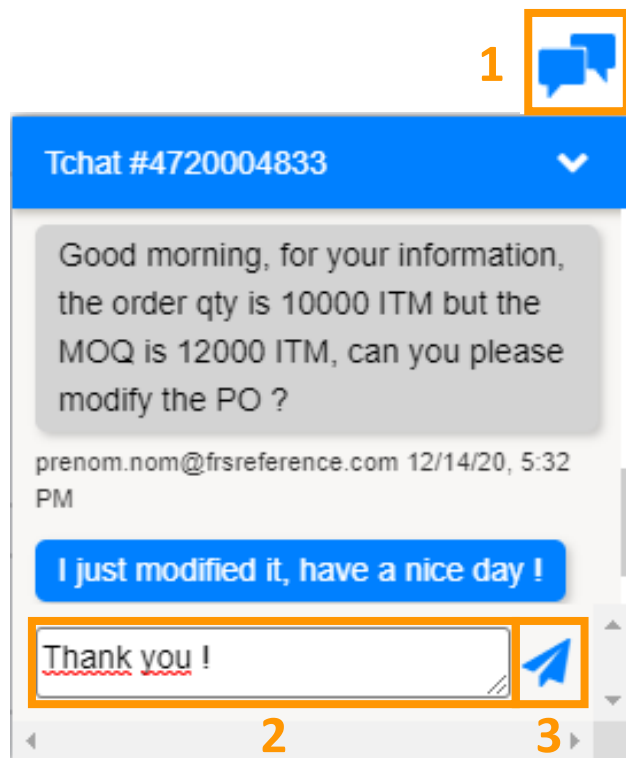 1
Tchat #4720004833
Good morning, for your information,
the order qty is 10000 ITM but the
MOQ is 12000 ITM, can you please
modify the PO ?
prenom.nom@frsreference.com 12/14/20, 5:32
PM
I just modified it, have a nice day !
Thank you !
2
3